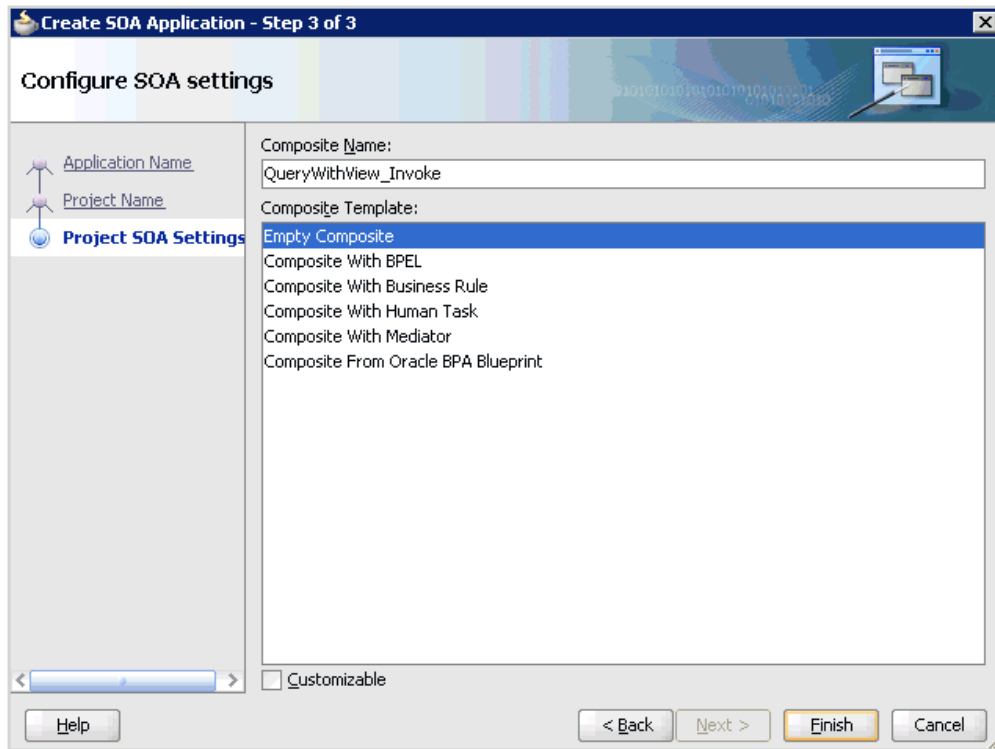 Create SOA Application - Step 3 of 3
Configure SOA settings
Application Name
Project Name
Project SOA Settings
Composite Name:
QueryWithView_Invoke
Composite Template:
Empty Composite
Composite With BPEL
Composite With Business Rule
Composite With Human Task
Composite With Mediator
Composite From Oracle BPA Blueprint
Customizable
Help
< Back
Next >
Finish
Cancel